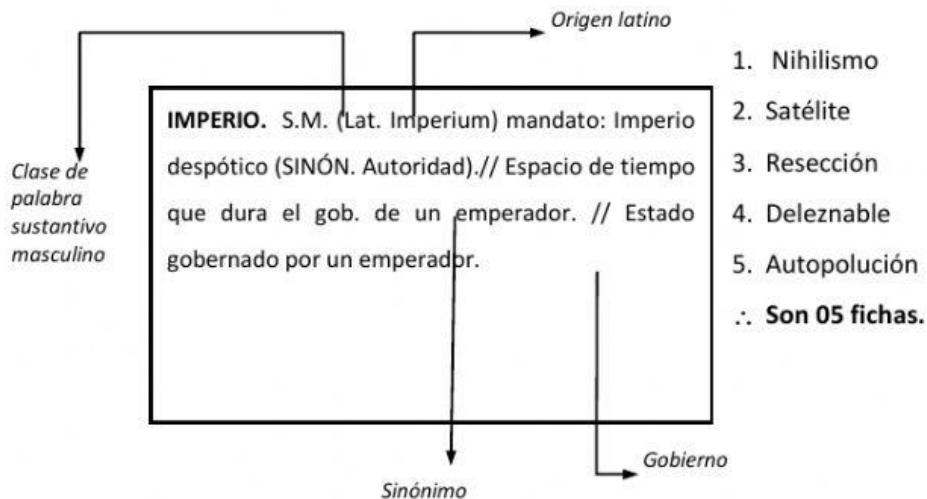 Origen latino
IMPERIO. S.M. (Lat. Imperium) mandato: Imperio
despótico (SINÓN. Autoridad).// Espacio de tiempo
que dura el gob. de un emperador. // Estado
gobernado por un emperador.
Clase de
palabra
sustantivo
masculino
Sinónimo
Gobierno
1. Nihilismo
2. Satélite
3. Resección
4. Deleznable
5. Autopolución
∴ Son 05 fichas.